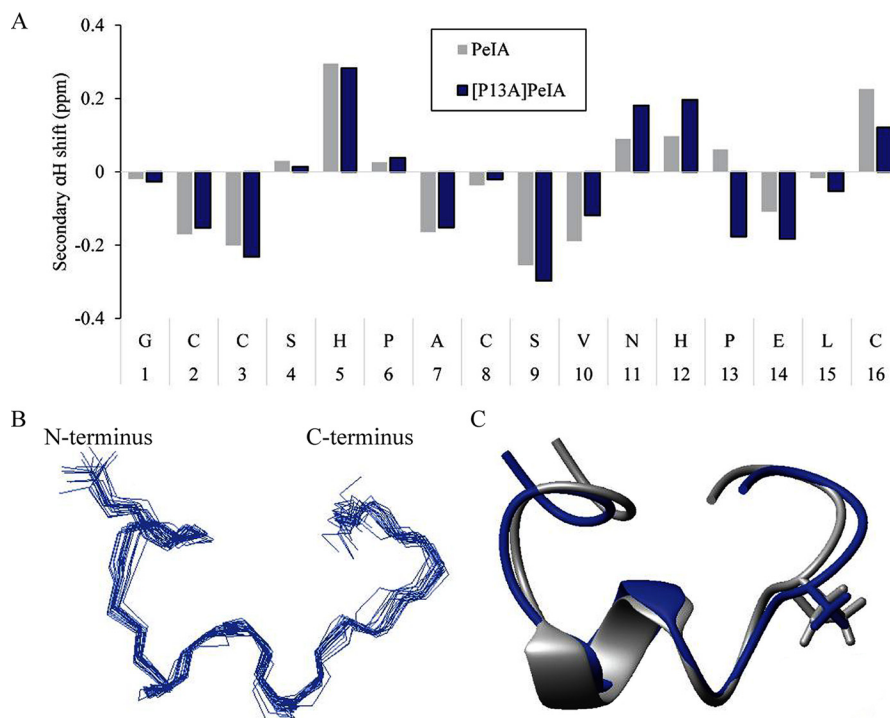 A
0.4
PeIA
[P13A]PeIA
0.2
0
-0.2
-0.4
Secondary αH shift (ppm)
G C C S H P A C S V N H P E L C
1 2 3 4 5 6 7 8 9 10 11 12 13 14 15 16
B
N-terminus C-terminus
C